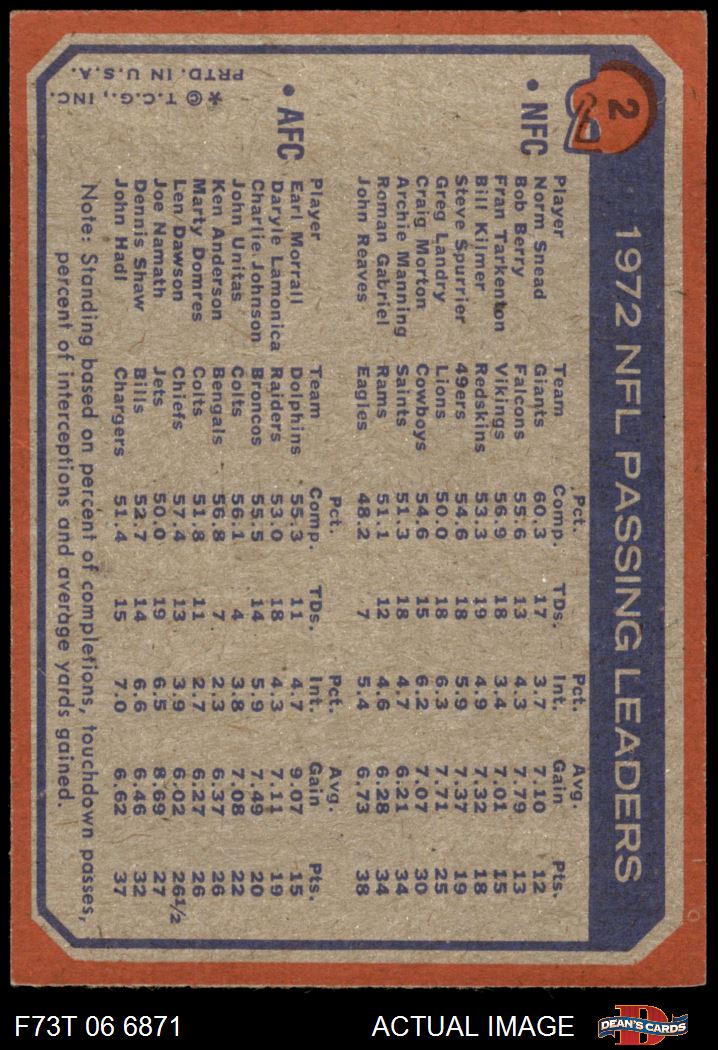 2
1972 NFL PASSING LEADERS
• NFC
Pct. Pct. Avg.
Player Team Comp. TDs. Int. Gain Pts.
Norm Snead Giants 60.3 17 3.7 7.10 12
Bob Berry Falcons 55.6 13 4.3 7.79 13
Fran Tarkenton Vikings 56.9 18 3.4 7.01 15
Bill Kilmer Redskins 53.3 19 4.9 7.32 18
Steve Spurrier 49ers 54.6 18 5.9 7.37 19
Greg Landry Lions 50.0 18 6.3 7.71 25
Craig Morton Cowboys 54.6 15 6.2 7.07 30
Archie Manning Saints 51.3 18 4.7 6.21 34
Roman Gabriel Rams 51.1 12 4.6 6.28 34
John Reaves Eagles 48.2 7 5.4 6.73 38
• AFC
Pct. Pct. Avg.
Player Team Comp. TDs. Int. Gain Pts.
Earl Morrall Dolphins 55.3 11 4.7 9.07 15
Daryle Lamonica Raiders 53.0 18 4.3 7.11 19
Charlie Johnson Broncos 55.5 14 5.9 7.49 20
John Unitas Colts 56.1 4 3.8 7.08 22
Ken Anderson Bengals 56.8 7 2.3 6.37 26
Marty Domres Colts 51.8 11 2.7 6.27 26
Len Dawson Chiefs 57.4 13 3.9 6.02 26½
Joe Namath Jets 50.0 19 6.5 8.69 27
Dennis Shaw Bills 52.7 14 6.6 6.46 32
John Hadl Chargers 51.4 15 7.0 6.62 37
Note: Standing based on percent of completions, touchdown passes,
percent of interceptions and average yards gained.
*© T.C.G., INC.
PRTD. IN U.S.A.
F73T 06 6871 ACTUAL IMAGE
D
DEAN'S CARDS